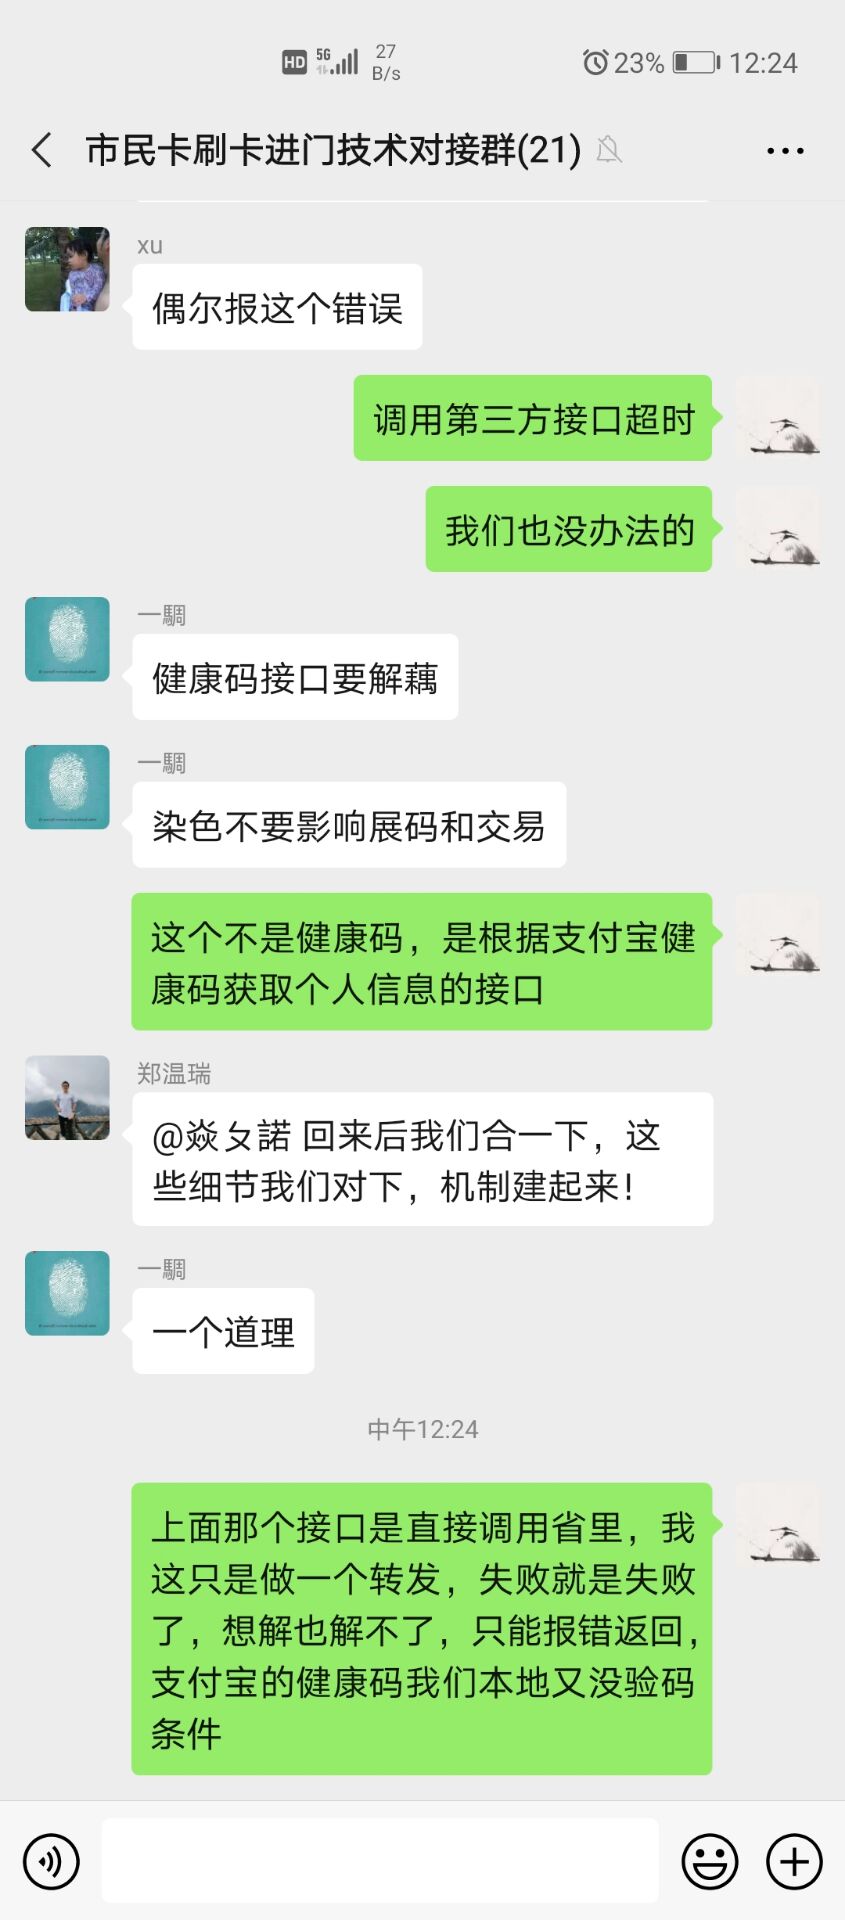 HD 5G 27 B/s 23% 12:24
市民卡刷卡进门技术对接群(21)
xu
偶尔报这个错误
调用第三方接口超时
我们也没办法的
一騆
健康码接口要解藕
一騆
染色不要影响展码和交易
这个不是健康码，是根据支付宝健
康码获取个人信息的接口
郑温瑞
@焱攵諾 回来后我们合一下，这
些细节我们对下，机制建起来！
一騆
一个道理
中午12:24
上面那个接口是直接调用省里，我
这只是做一个转发，失败就是失败
了，想解也解不了，只能报错返回，
支付宝的健康码我们本地又没验码
条件